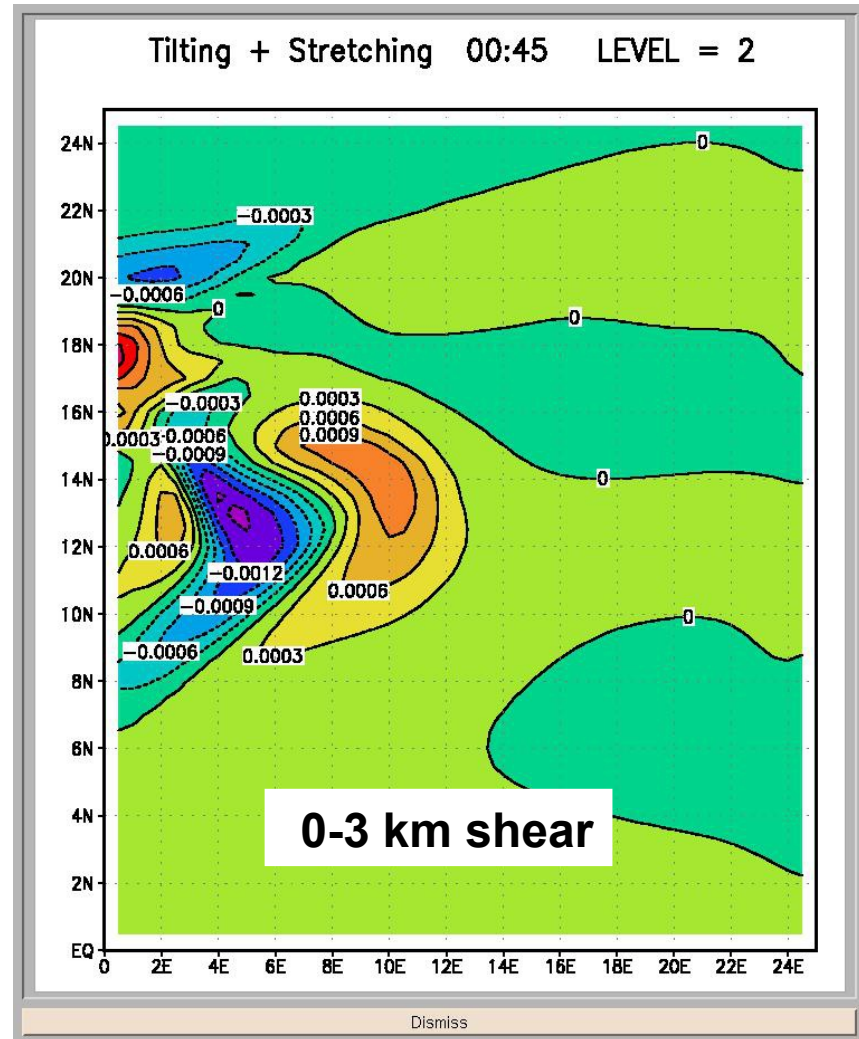 Tilting + Stretching 00:45 LEVEL = 2
24N
22N
20N
18N
16N
14N
12N
10N
8N
6N
4N
2N
EQ
0
-0.0003
-0.0006
0
0
-0.0003
0.0003
0.0006
0.0009
0.0003
-0.0006
-0.0009
0
0.0006
-0.0012
0.0006
-0.0009
0
-0.0006
0.0003
0-3 km shear
0 2E 4E 6E 8E 10E 12E 14E 16E 18E 20E 22E 24E
Dismiss